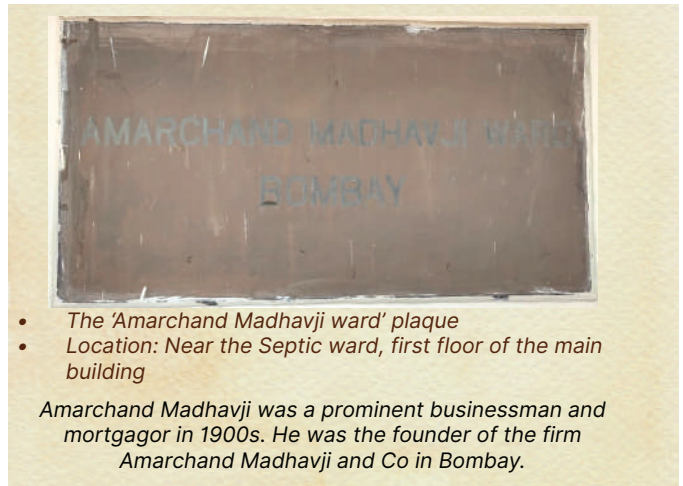 AMARCHAND MADHAVJI WARD
BOMBAY
• The ‘Amarchand Madhavji ward’ plaque
• Location: Near the Septic ward, first floor of the main
building
Amarchand Madhavji was a prominent businessman and
mortgagor in 1900s. He was the founder of the firm
Amarchand Madhavji and Co in Bombay.